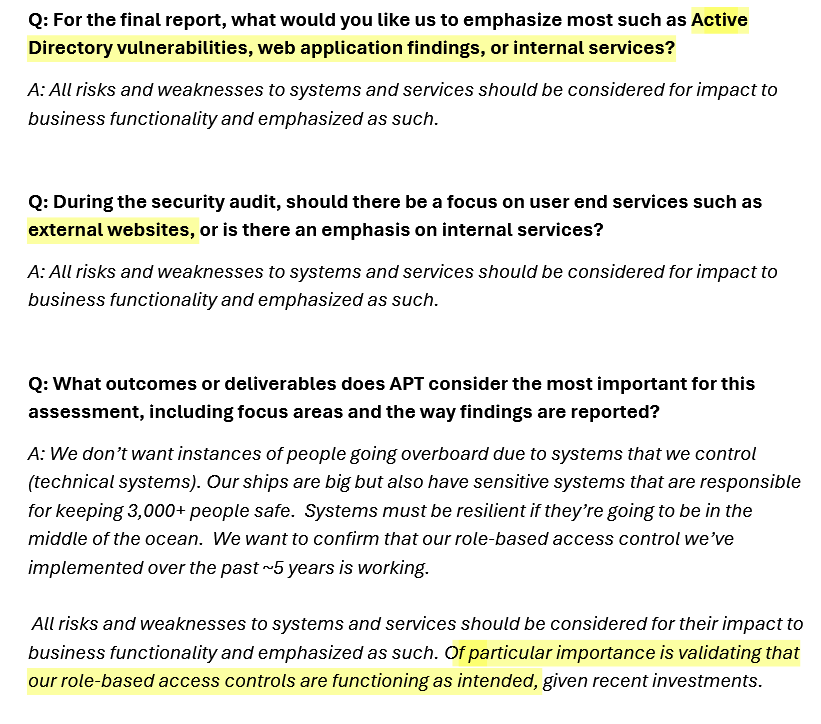 Q: For the final report, what would you like us to emphasize most such as Active
Directory vulnerabilities, web application findings, or internal services?
A: All risks and weaknesses to systems and services should be considered for impact to
business functionality and emphasized as such.
Q: During the security audit, should there be a focus on user end services such as
external websites, or is there an emphasis on internal services?
A: All risks and weaknesses to systems and services should be considered for impact to
business functionality and emphasized as such.
Q: What outcomes or deliverables does APT consider the most important for this
assessment, including focus areas and the way findings are reported?
A: We don’t want instances of people going overboard due to systems that we control
(technical systems). Our ships are big but also have sensitive systems that are responsible
for keeping 3,000+ people safe.  Systems must be resilient if they’re going to be in the
middle of the ocean.  We want to confirm that our role-based access control we’ve
implemented over the past ~5 years is working.
All risks and weaknesses to systems and services should be considered for their impact to
business functionality and emphasized as such. Of particular importance is validating that
our role-based access controls are functioning as intended, given recent investments.